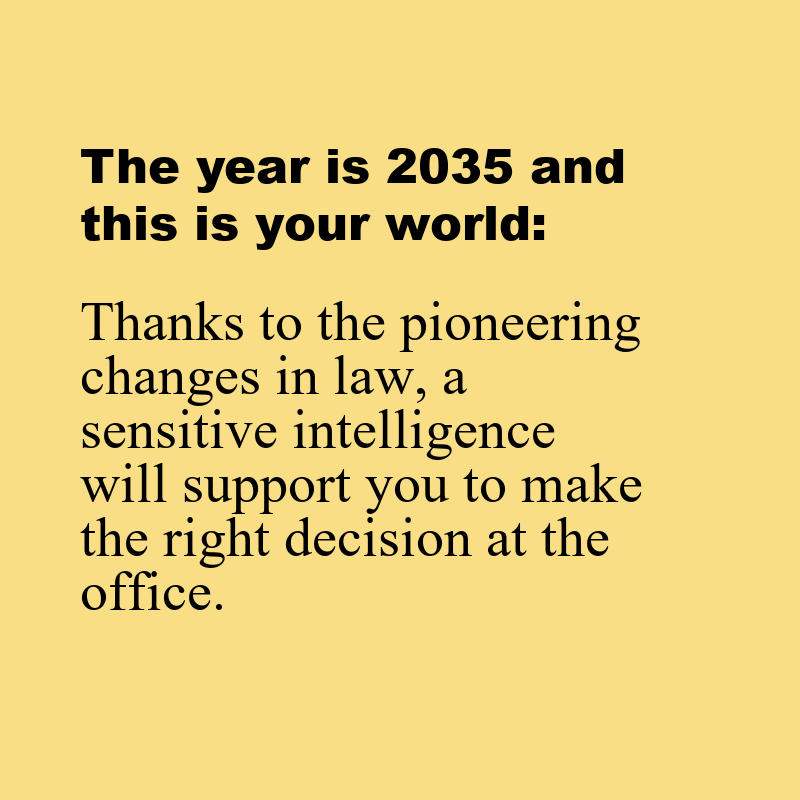 The year is 2035 and
this is your world:
Thanks to the pioneering
changes in law, a
sensitive intelligence
will support you to make
the right decision at the
office.